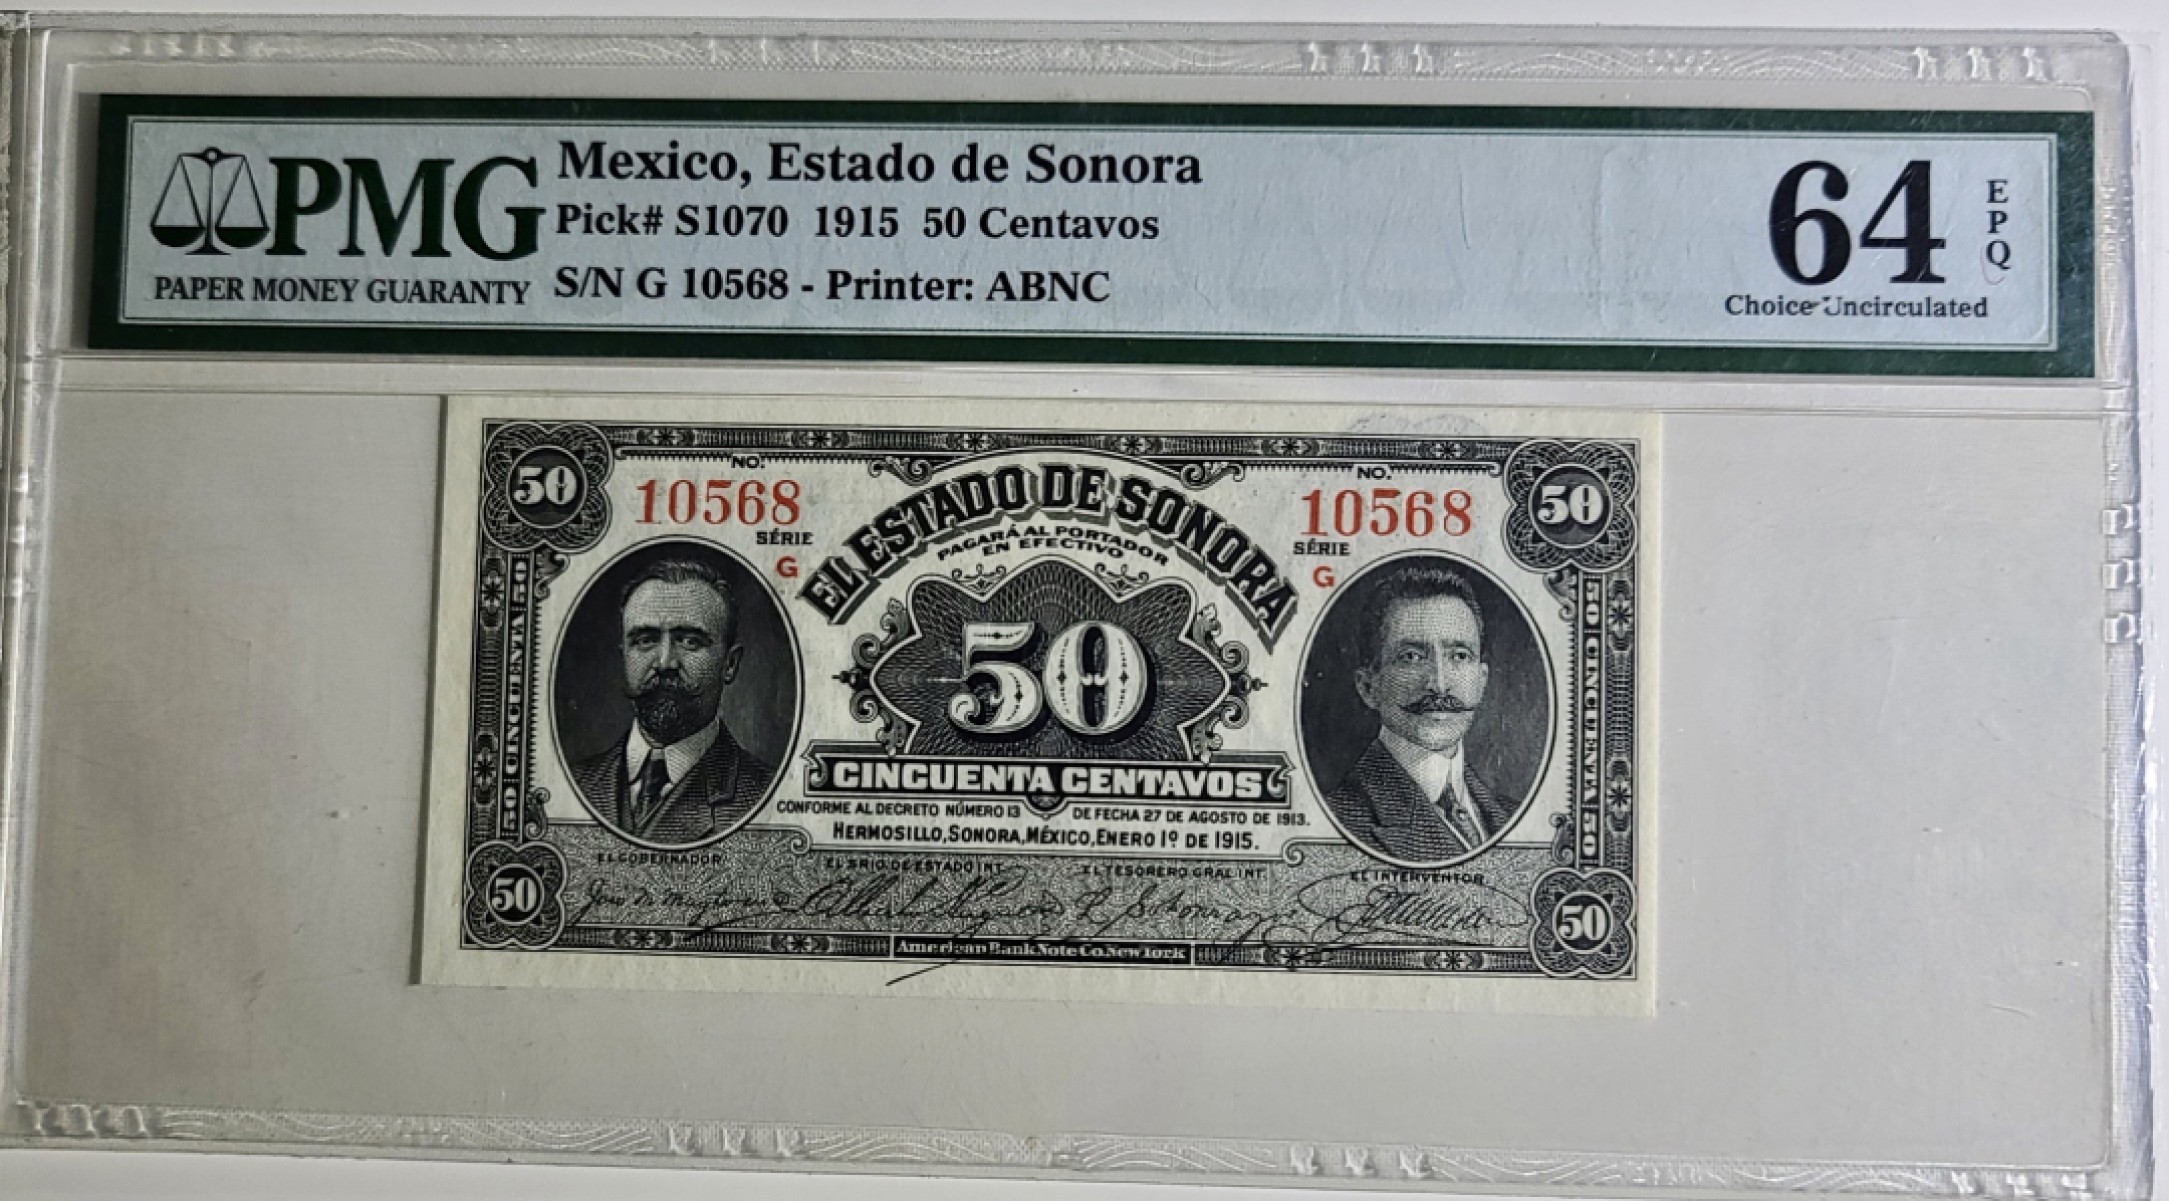 PMG
PAPER MONEY GUARANTY
Mexico, Estado de Sonora
Pick# S1070 1915 50 Centavos
S/N G 10568 - Printer: ABNC
64
EPQ
Choice Uncirculated
50
50
NO.
10568
SÉRIE
G
NO.
10568
SÉRIE
G
EL ESTADO DE SONORA
PAGARÁ AL PORTADOR
EN EFECTIVO
50
50 CINCUENTA 50
50 CINCUENTA 50
CINCUENTA CENTAVOS
CONFORME AL DECRETO NÚMERO 13 DE FECHA 27 DE AGOSTO DE 1913.
HERMOSILLO, SONORA, MÉXICO, ENERO 1º DE 1915.
EL GOBERNADOR
EL SRIO DE ESTADO INT.
EL TESORERO GRAL INT.
EL INTERVENTOR
50
50
American Bank Note Co. New York